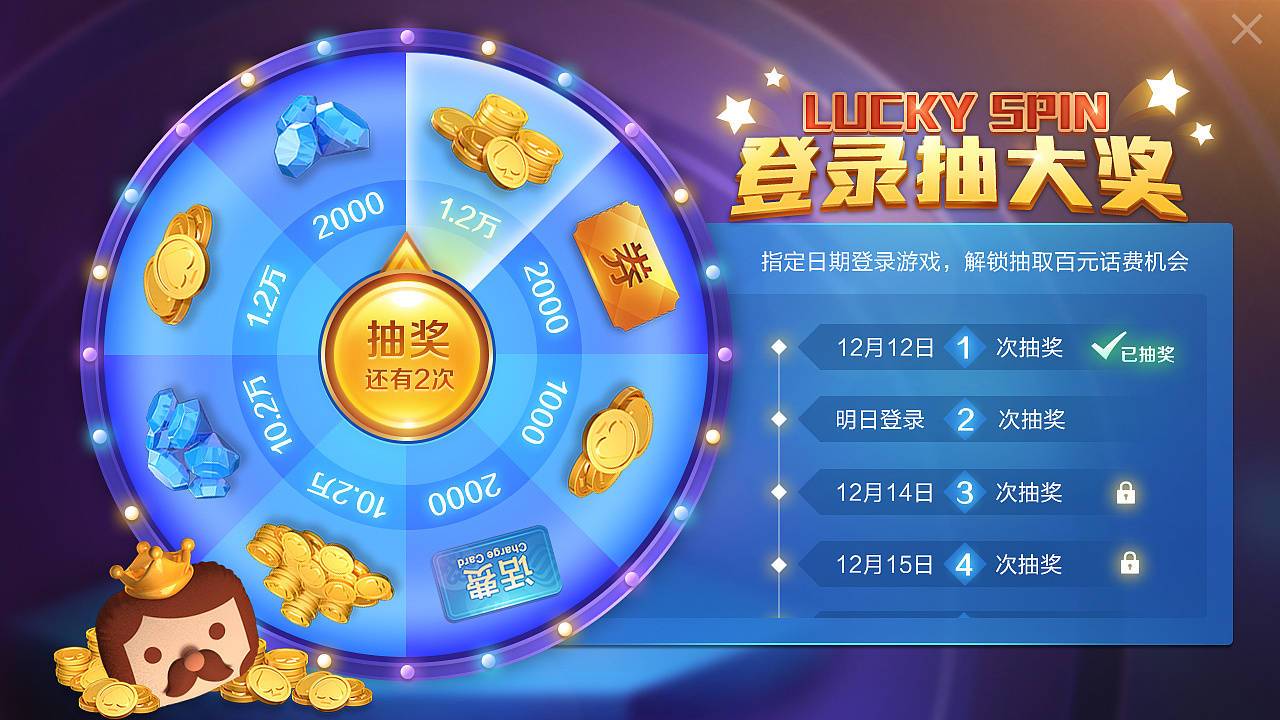 LUCKY SPIN
登录抽大奖
指定日期登录游戏，解锁抽取百元话费机会
12月12日 1 次抽奖 已抽奖
明日登录 2 次抽奖
12月14日 3 次抽奖
12月15日 4 次抽奖
抽奖
还有2次
1.2万
券
2000
1000
话费
Charge Card
2000
10.2万
10.2万
1.2万
2000